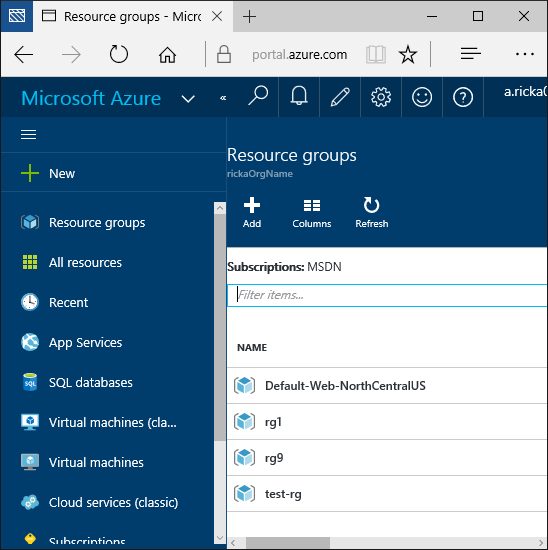 Resource groups - Micro
portal.azure.com
Microsoft Azure
a.ricka
New
Resource groups
All resources
Recent
App Services
SQL databases
Virtual machines (cla...
Virtual machines
Cloud services (classic)
Subscriptions
Resource groups
rickaOrgName
Add Columns Refresh
Subscriptions: MSDN
Filter items...
NAME
Default-Web-NorthCentralUS
rg1
rg9
test-rg